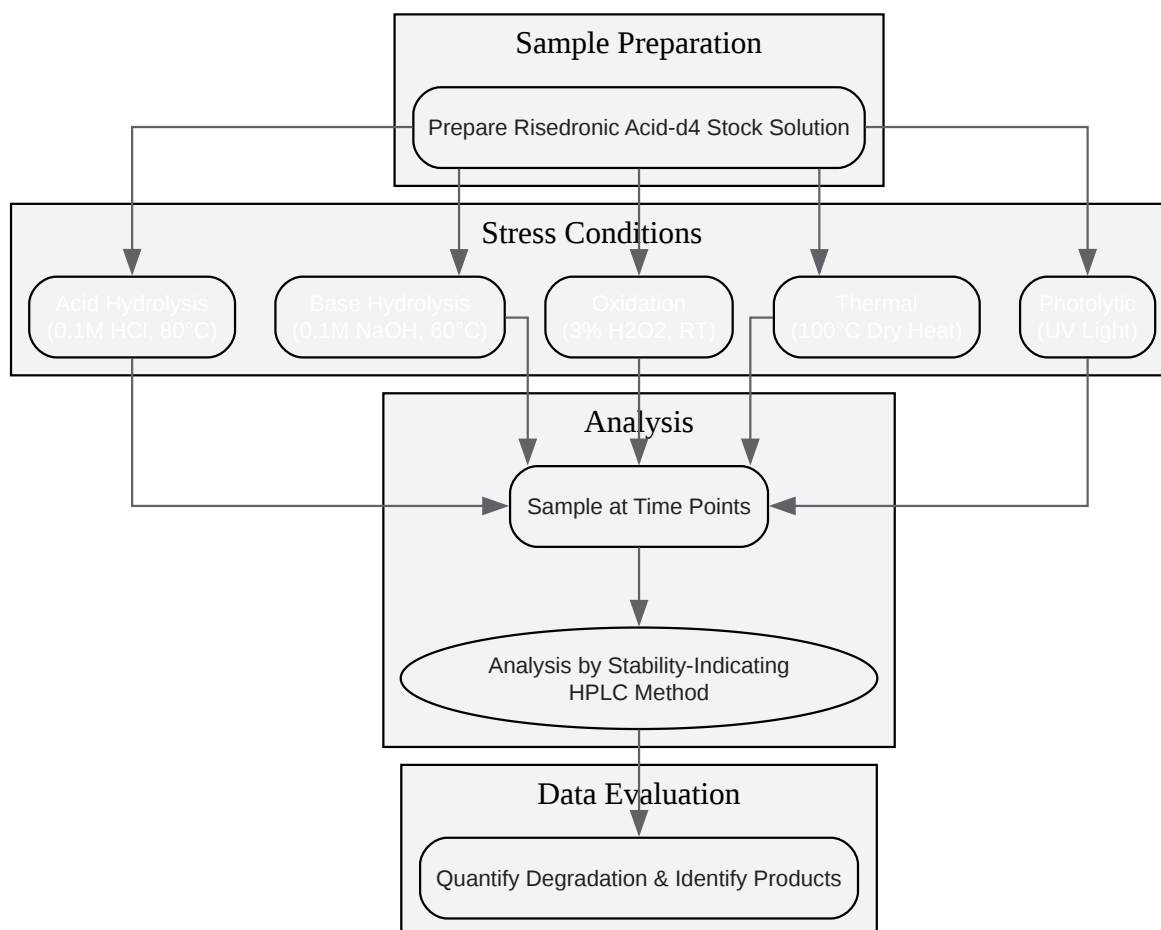 Sample Preparation
Prepare Risedronic Acid-d4 Stock Solution
Stress Conditions
Acid Hydrolysis
(0.1M HCl, 80°C)
Base Hydrolysis
(0.1M NaOH, 60°C)
Oxidation
(3% H2O2, RT)
Thermal
(100°C Dry Heat)
Photolytic
(UV Light)
Analysis
Sample at Time Points
Analysis by Stability-Indicating
HPLC Method
Data Evaluation
Quantify Degradation & Identify Products